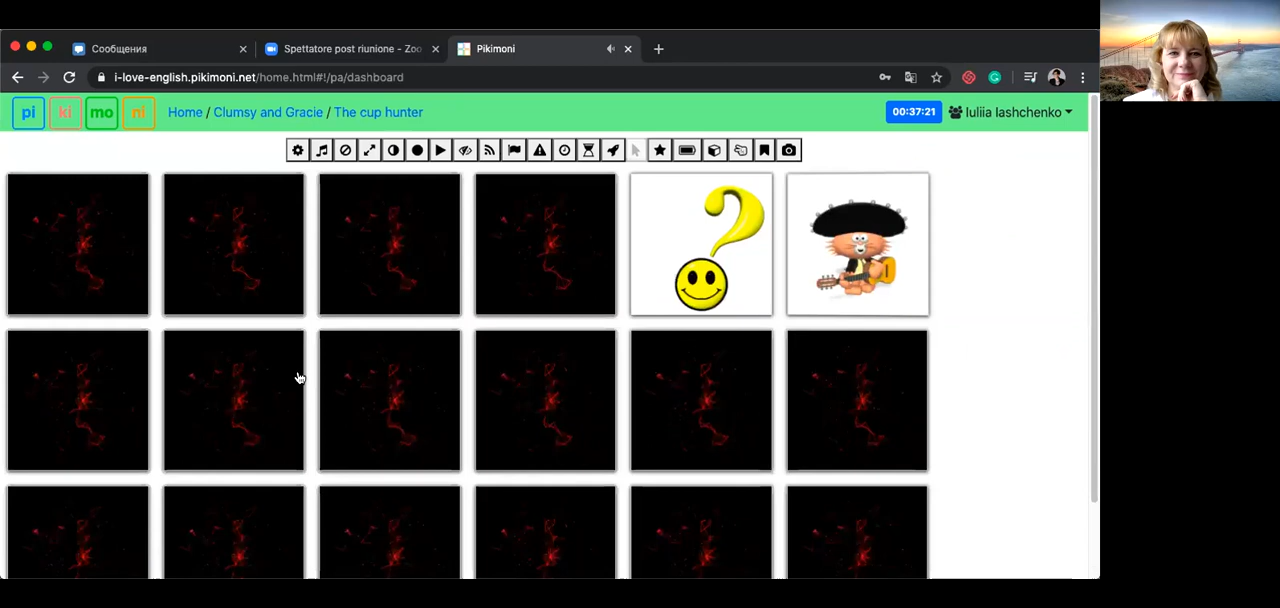 Сообщения
Spettatore post riunione - Zoo
Pikimoni
i-love-english.pikimoni.net/home.html#!/pa/dashboard
pi ki mo ni
Home / Clumsy and Gracie / The cup hunter
00:37:21
Iuliia Iashchenko